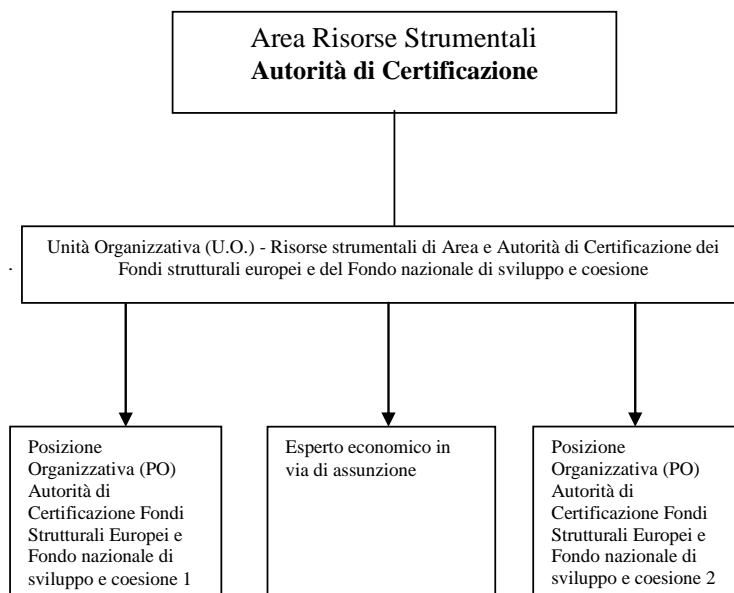 Area Risorse Strumentali
Autorità di Certificazione
Unità Organizzativa (U.O.) - Risorse strumentali di Area e Autorità di Certificazione dei
Fondi strutturali europei e del Fondo nazionale di sviluppo e coesione
.
Posizione
Organizzativa (PO)
Autorità di
Certificazione Fondi
Strutturali Europei e
Fondo nazionale di
sviluppo e coesione 1
Esperto economico in
via di assunzione
Posizione
Organizzativa (PO)
Autorità di
Certificazione Fondi
Strutturali Europei e
Fondo nazionale di
sviluppo e coesione 2